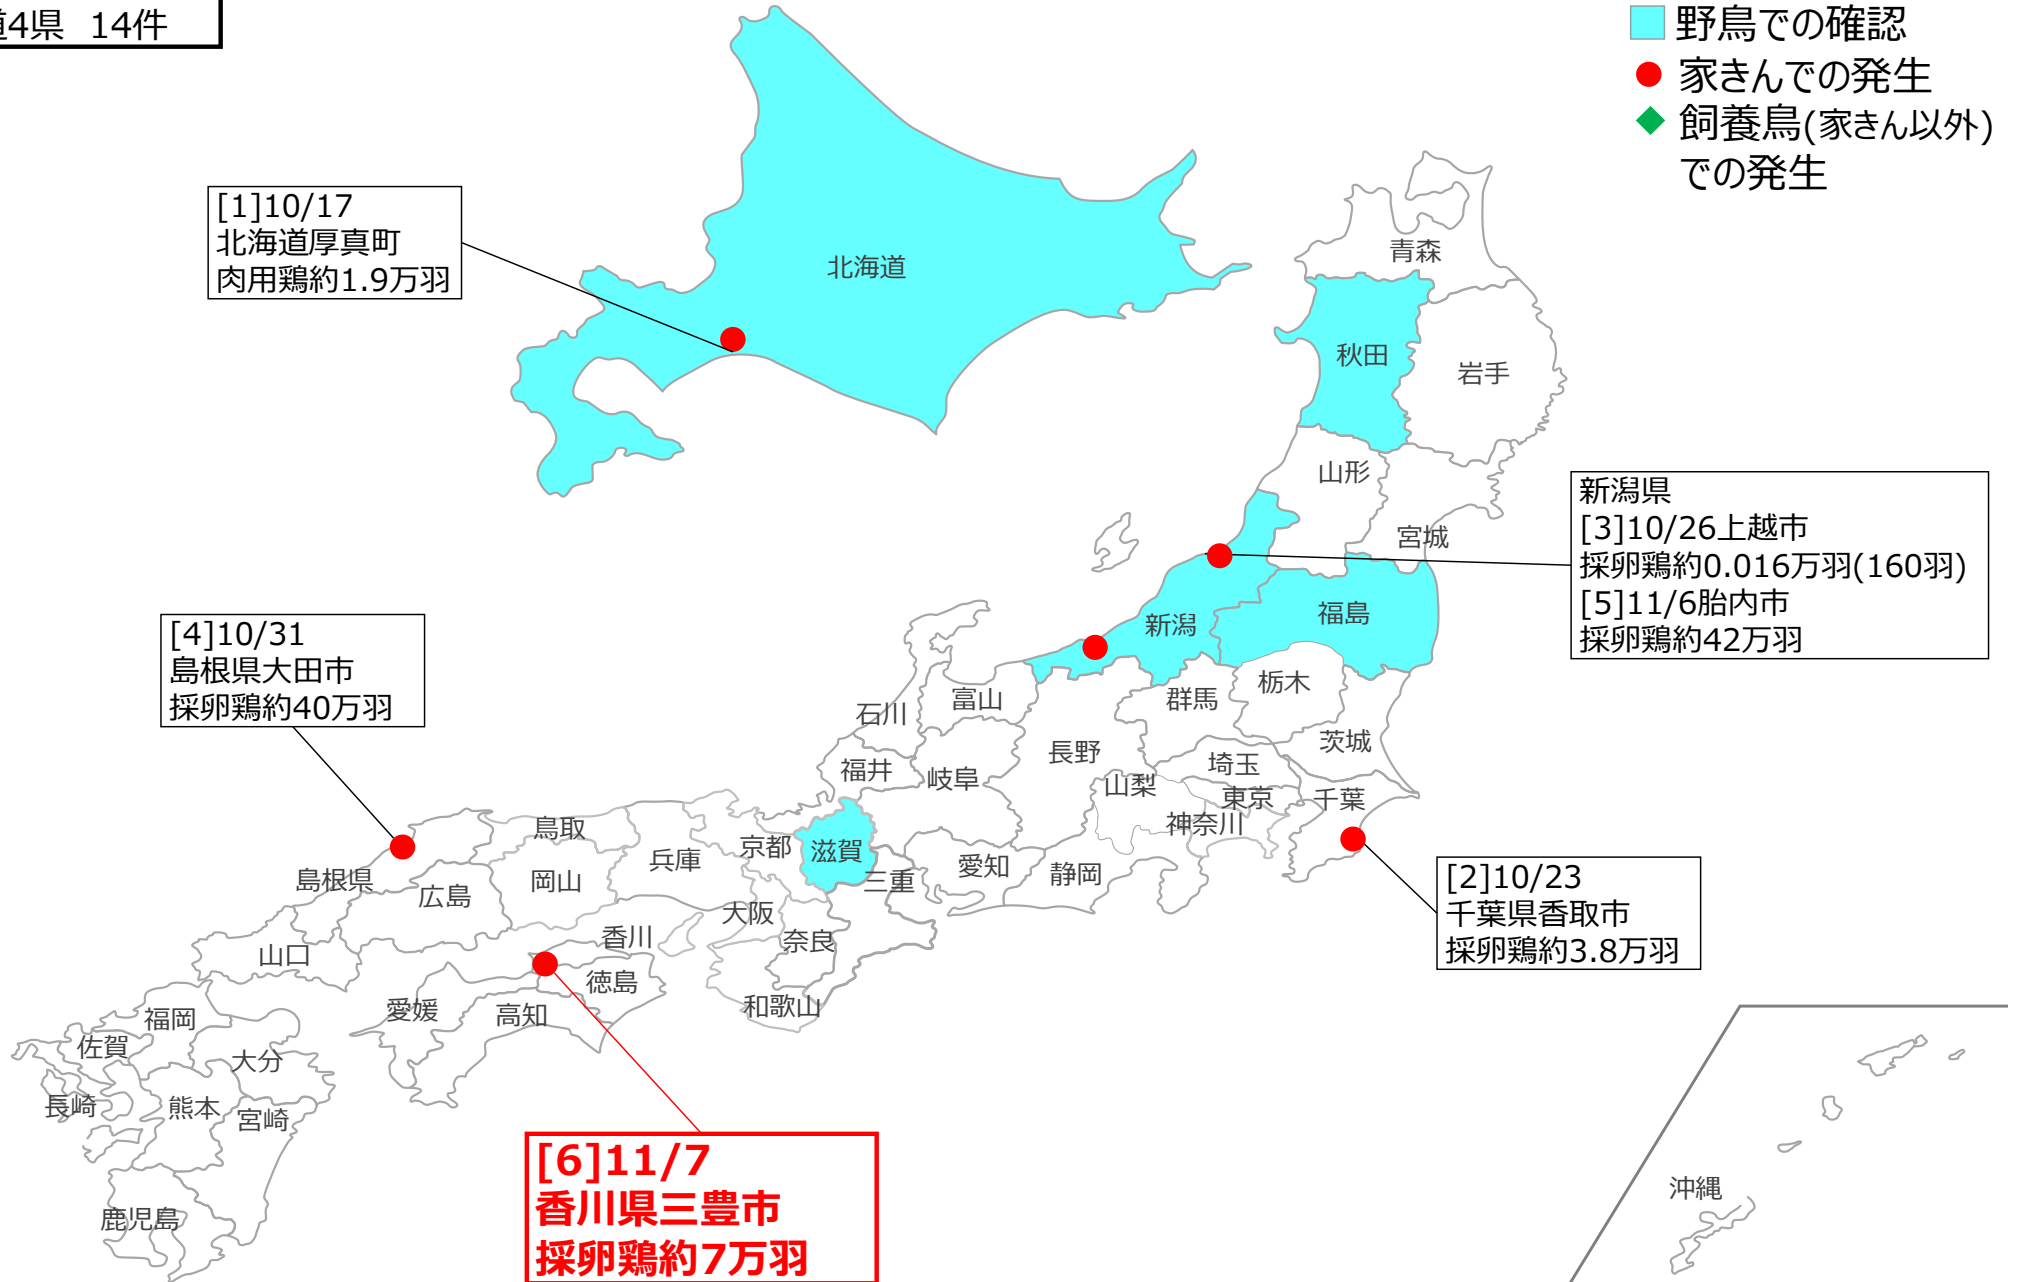 道4県 14件
野鳥での確認
家きんでの発生
飼養鳥(家きん以外)
での発生
[1]10/17
北海道厚真町
肉用鶏約1.9万羽
北海道
青森
秋田
岩手
山形
宮城
新潟県
[3]10/26上越市
採卵鶏約0.016万羽(160羽)
[5]11/6胎内市
採卵鶏約42万羽
福島
新潟
[4]10/31
島根県大田市
採卵鶏約40万羽
栃木
群馬
富山
石川
茨城
長野
埼玉
福井
岐阜
山梨
東京
千葉
神奈川
鳥取
京都
滋賀
兵庫
愛知
静岡
三重
島根県
岡山
広島
[2]10/23
千葉県香取市
採卵鶏約3.8万羽
大阪
香川
奈良
山口
徳島
和歌山
愛媛
高知
福岡
佐賀
大分
長崎
熊本
宮崎
鹿児島
[6]11/7
香川県三豊市
採卵鶏約7万羽
沖縄